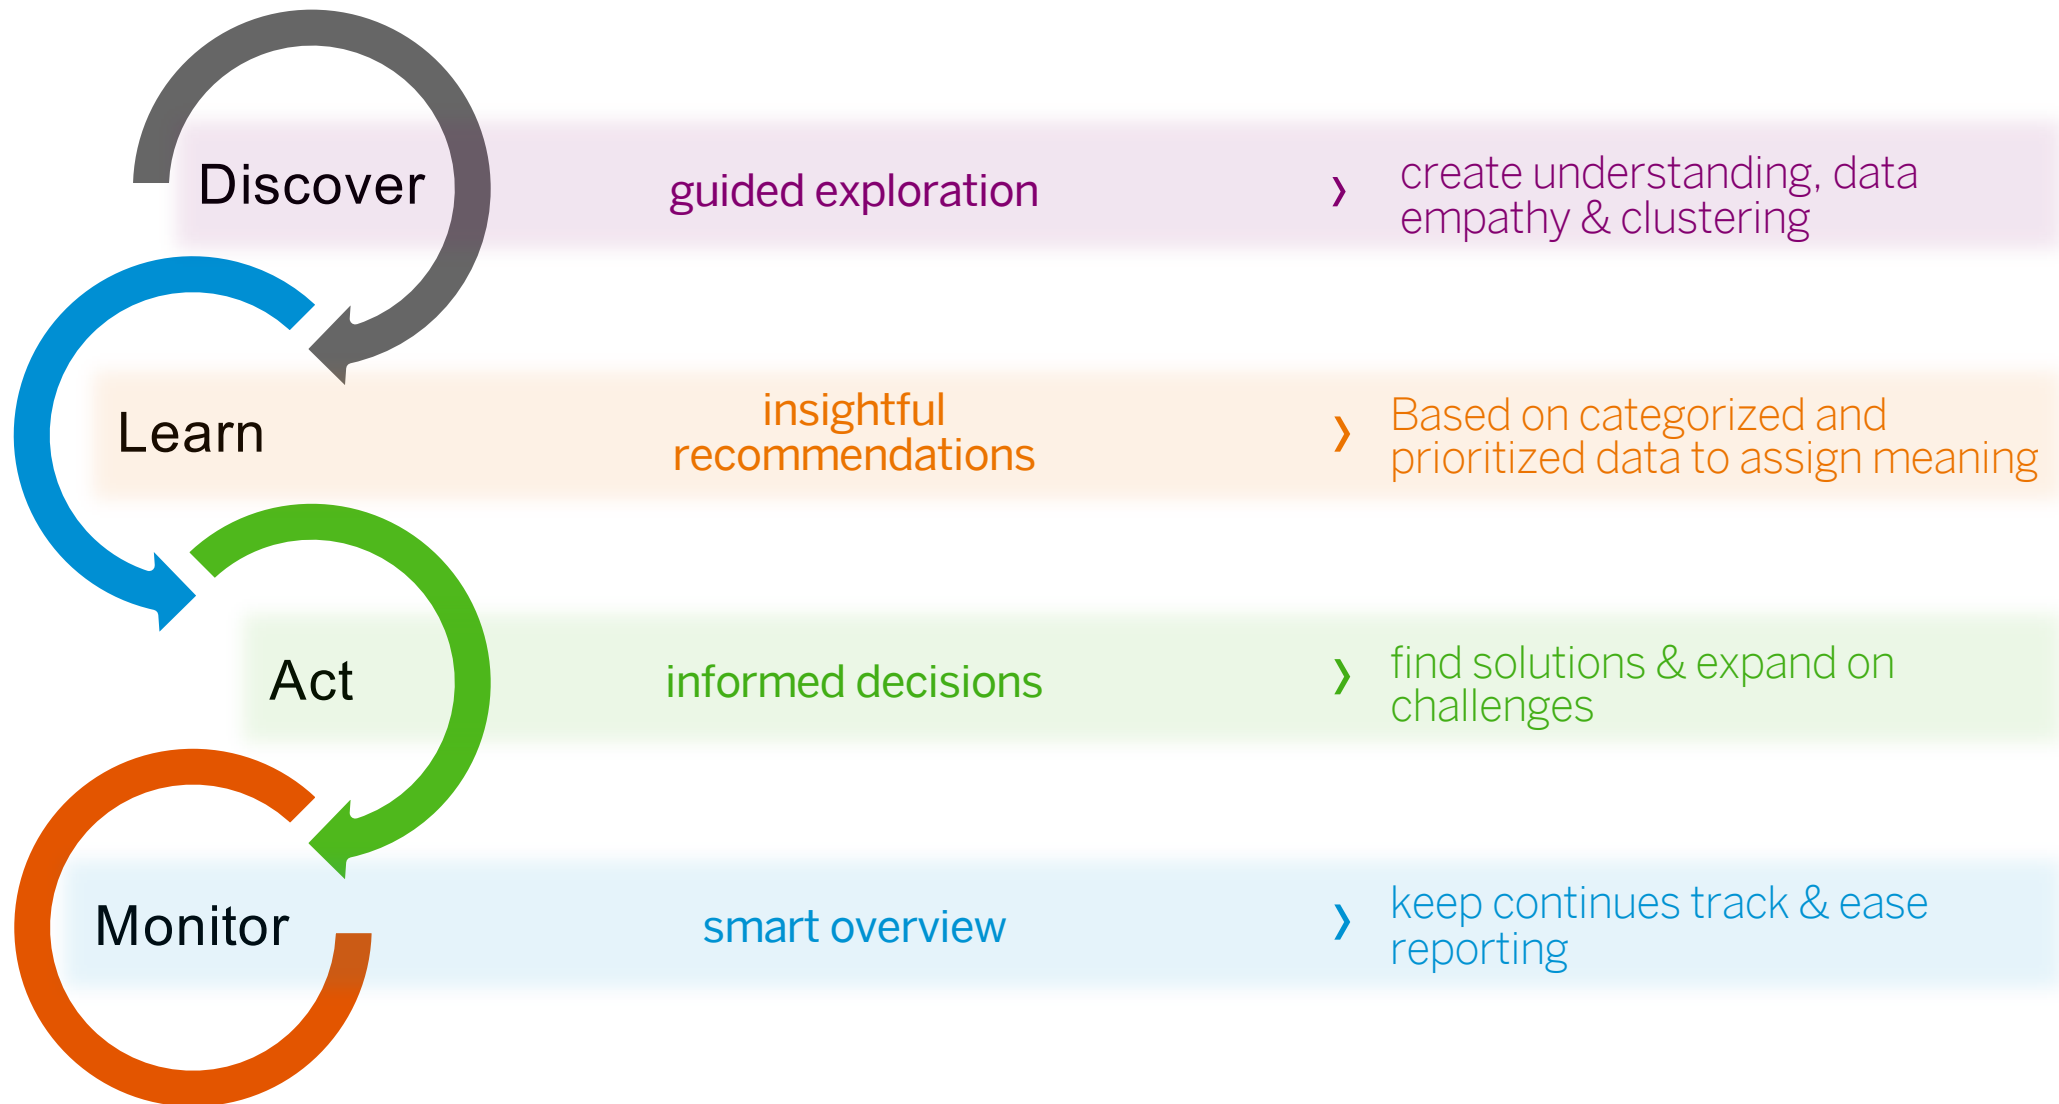 Discover
guided exploration
❯
create understanding, data
empathy & clustering
Learn
insightful
recommendations
❯
Based on categorized and
prioritized data to assign meaning
Act
informed decisions
❯
find solutions & expand on
challenges
Monitor
smart overview
❯
keep continues track & ease
reporting